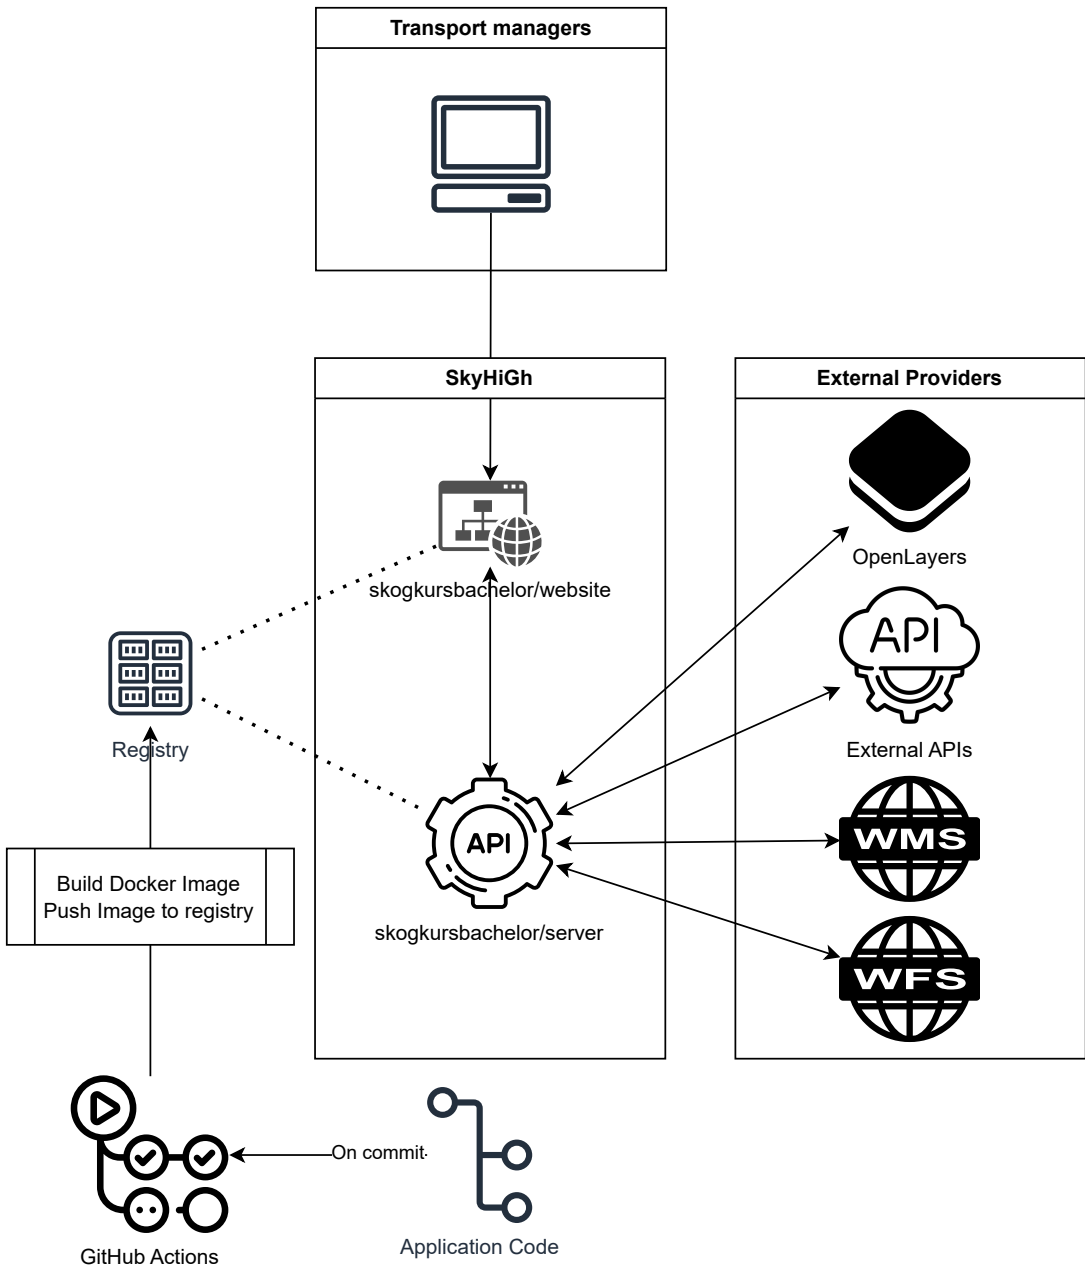 Transport managers
SkyHiGh
External Providers
OpenLayers
skogkursbachelor/website
API
Registry
External APIs
WMS
API
Build Docker Image
Push Image to registry
skogkursbachelor/server
WFS
On commit
Application Code
GitHub Actions